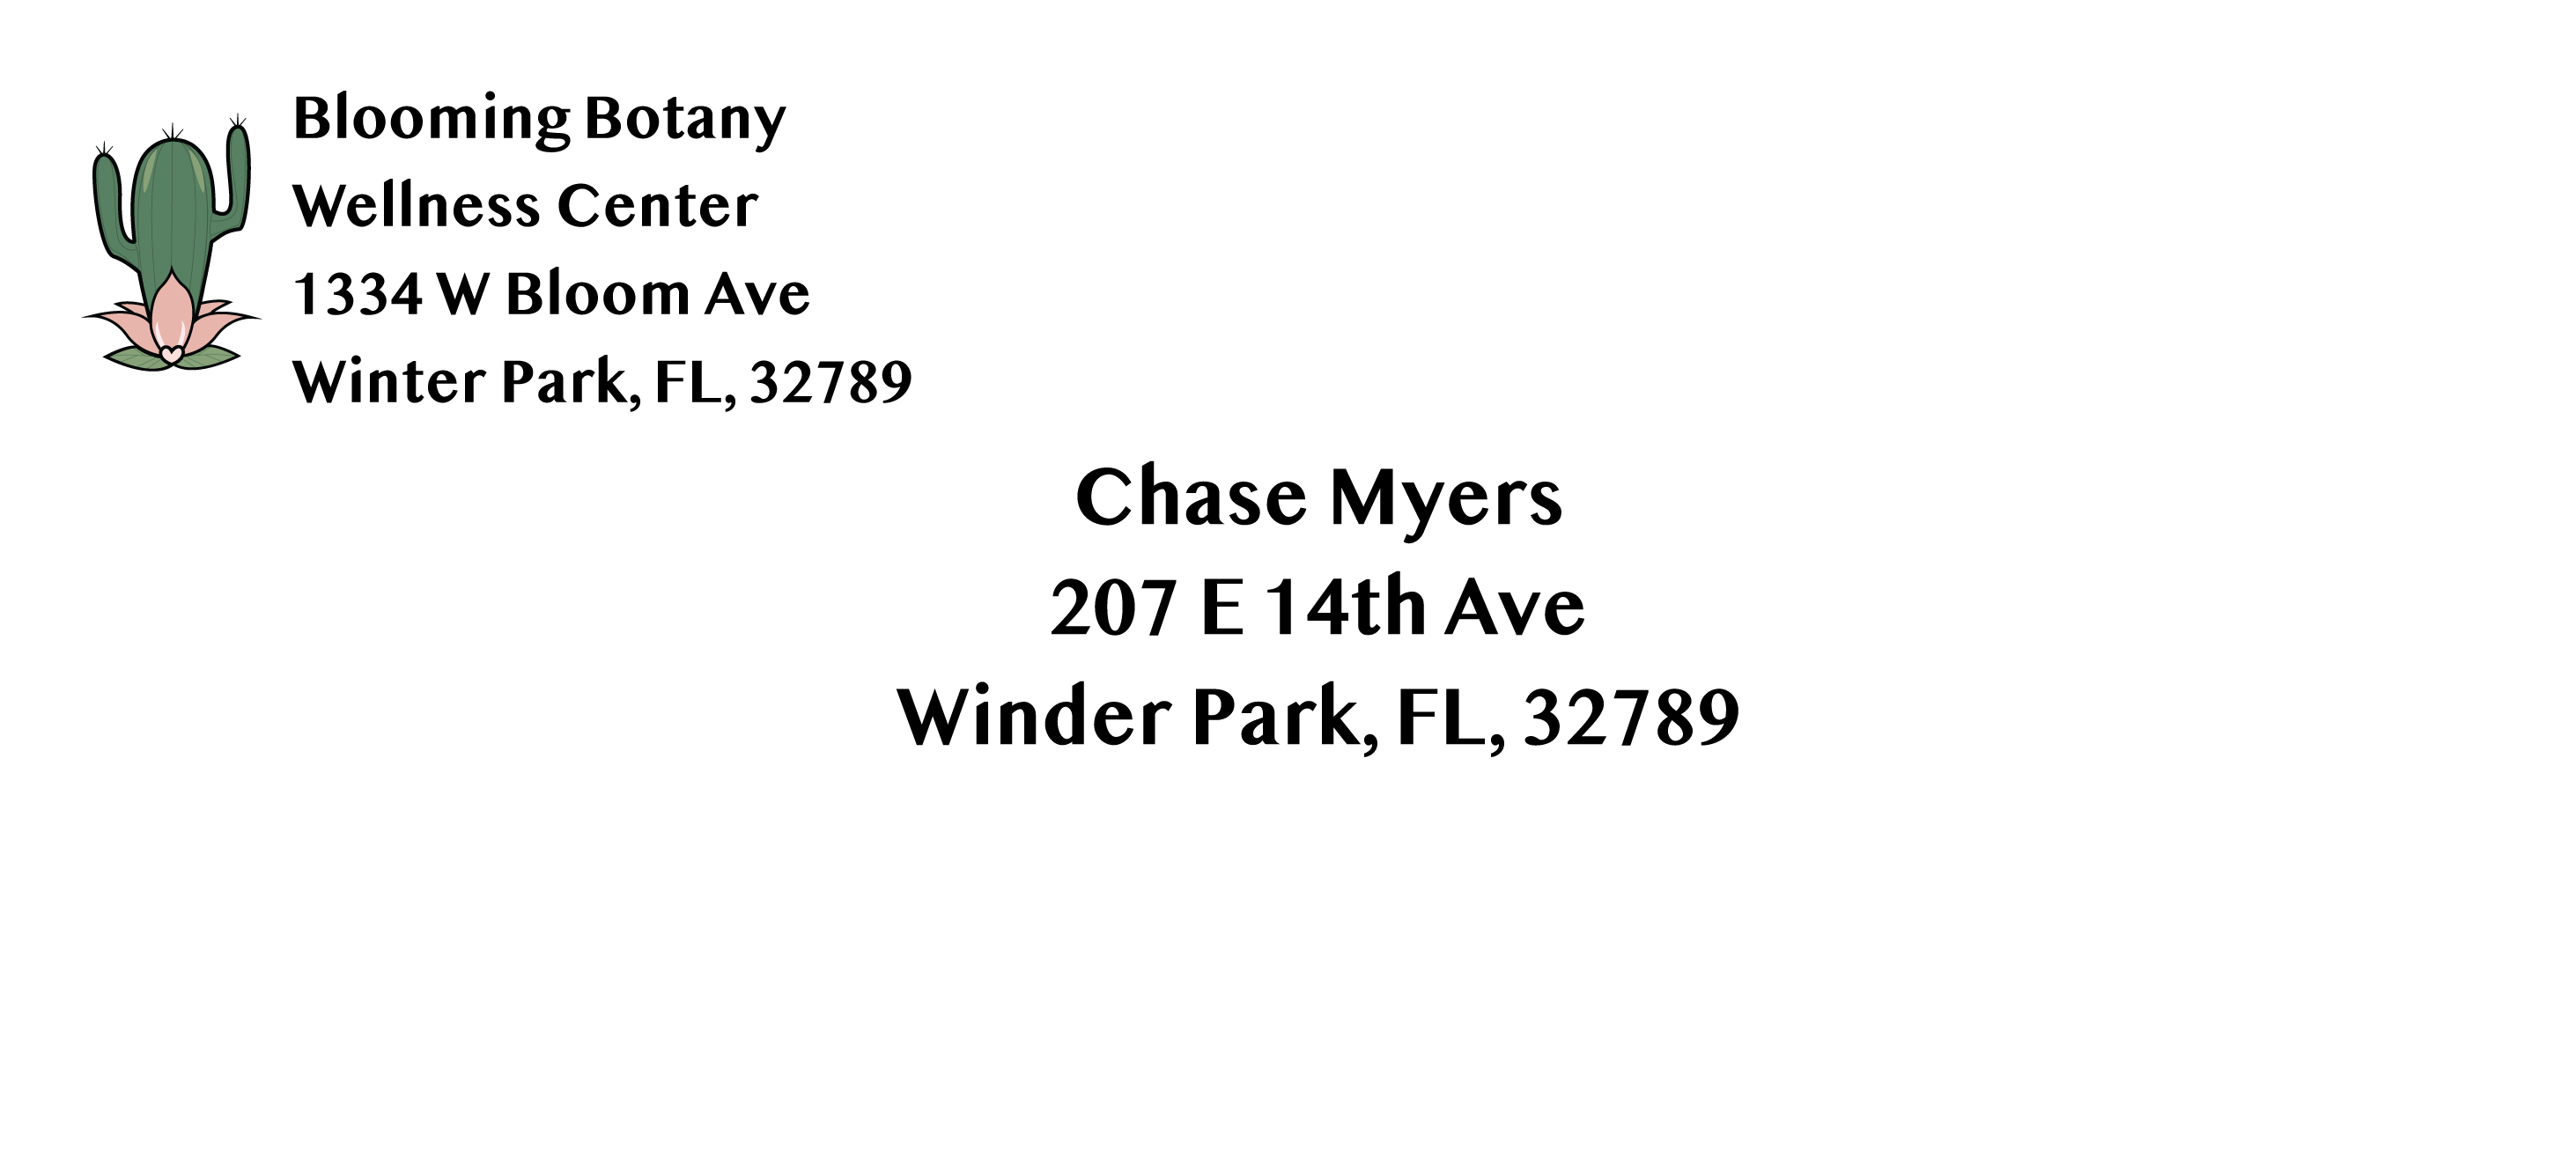 Blooming Botany
Wellness Center
1334 W Bloom Ave
Winter Park, FL, 32789
Chase Myers
207 E 14th Ave
Winder Park, FL, 32789